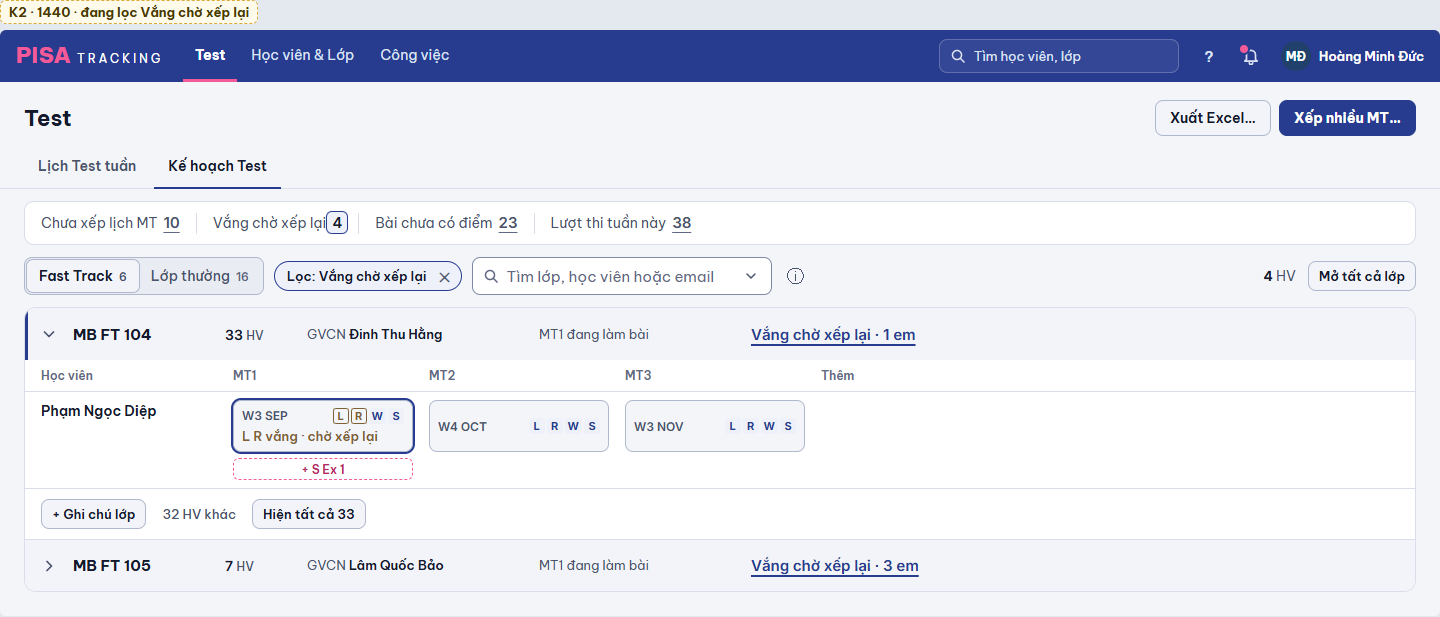 K2 · 1440 · đang lọc Vắng chờ xếp lại
PISA TRACKING Test Học viên & Lớp Công việc Tìm học viên, lớp ? MĐ Hoàng Minh Đức
Test Xuất Excel... Xếp nhiều MT...
Lịch Test tuần Kế hoạch Test
Chưa xếp lịch MT 10 Vắng chờ xếp lại 4 Bài chưa có điểm 23 Lượt thi tuần này 38
Fast Track 6 Lớp thường 16 Lọc: Vắng chờ xếp lại Tìm lớp, học viên hoặc email 4 HV Mở tất cả lớp
MB FT 104 33 HV GVCN Đinh Thu Hằng MT1 đang làm bài Vắng chờ xếp lại · 1 em
Học viên MT1 MT2 MT3 Thêm
Phạm Ngọc Diệp W3 SEP L R W S W4 OCT L R W S W3 NOV L R W S
L R vắng · chờ xếp lại
+ S Ex 1
+ Ghi chú lớp 32 HV khác Hiện tất cả 33
MB FT 105 7 HV GVCN Lâm Quốc Bảo MT1 đang làm bài Vắng chờ xếp lại · 3 em